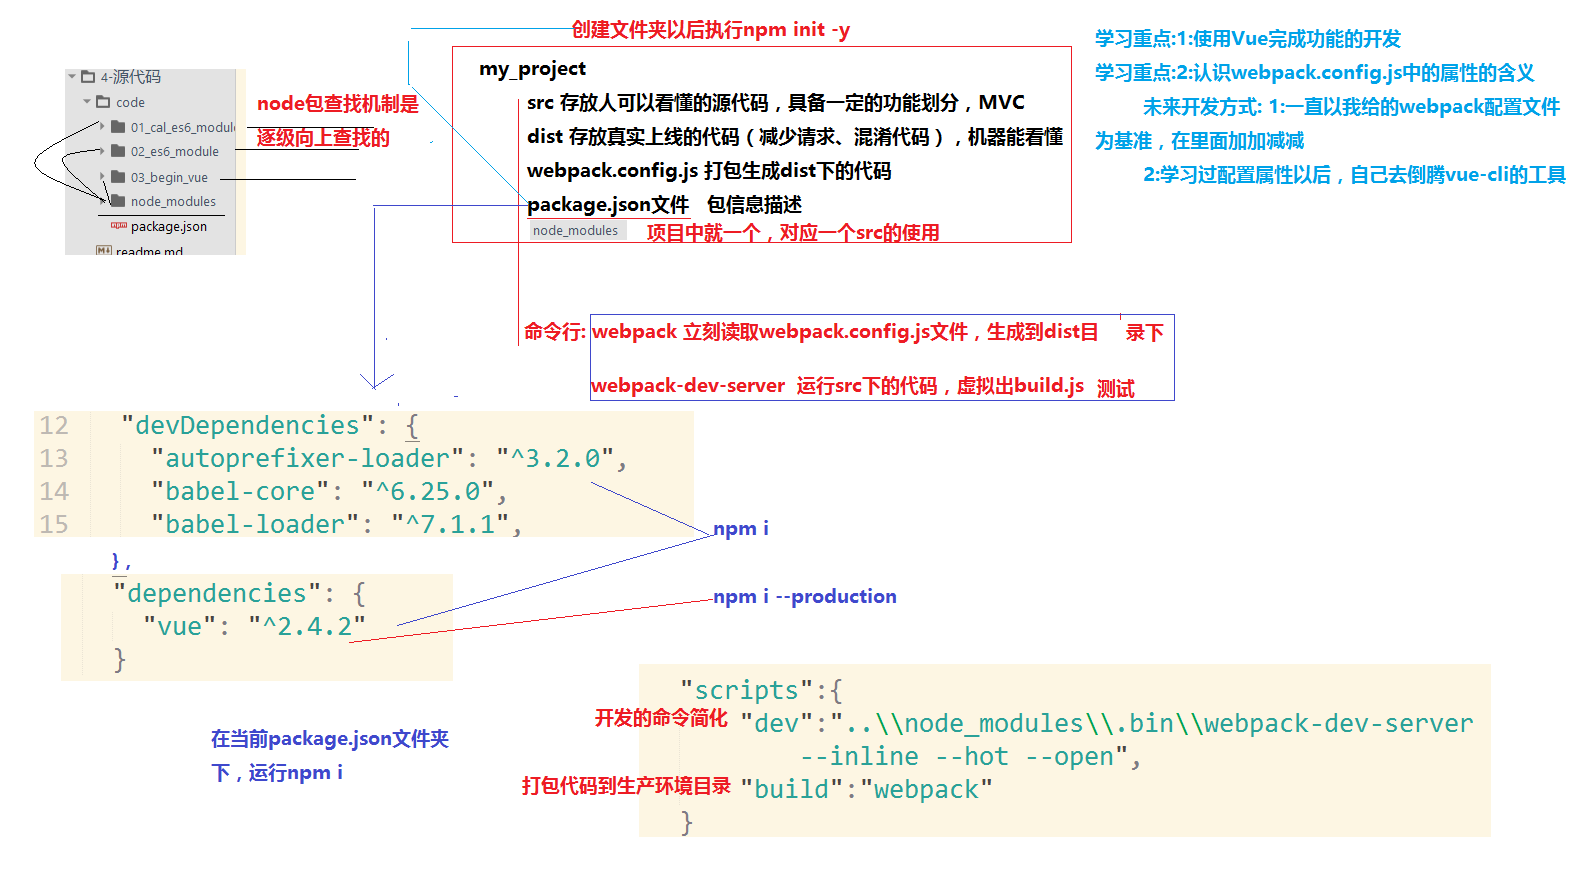 创建文件夹以后执行npm init -y
4-源代码
code
01_cal_es6_modul
02_es6_module
03_begin_vue
node_modules
package.json
readme.md
node包查找机制是
逐级向上查找的
my_project
src 存放人可以看懂的源代码，具备一定的功能划分，MVC
dist 存放真实上线的代码（减少请求、混淆代码），机器能看懂
webpack.config.js 打包生成dist下的代码
package.json文件 包信息描述
node_modules 项目中就一个，对应一个src的使用
学习重点:1:使用Vue完成功能的开发
学习重点:2:认识webpack.config.js中的属性的含义
未来开发方式: 1:一直以我给的webpack配置文件
为基准，在里面加加减减
2:学习过配置属性以后，自己去倒腾vue-cli的工具
命令行: webpack 立刻读取webpack.config.js文件，生成到dist目 录下
webpack-dev-server 运行src下的代码，虚拟出build.js 测试
12 "devDependencies": {
13 "autoprefixer-loader": "^3.2.0",
14 "babel-core": "^6.25.0",
15 "babel-loader": "^7.1.1",
},
"dependencies": {
"vue": "^2.4.2"
}
npm i
npm i --production
在当前package.json文件夹
下，运行npm i
"scripts":{
开发的命令简化 "dev":"..\\node_modules\\.bin\\webpack-dev-server
--inline --hot --open",
打包代码到生产环境目录 "build":"webpack"
}